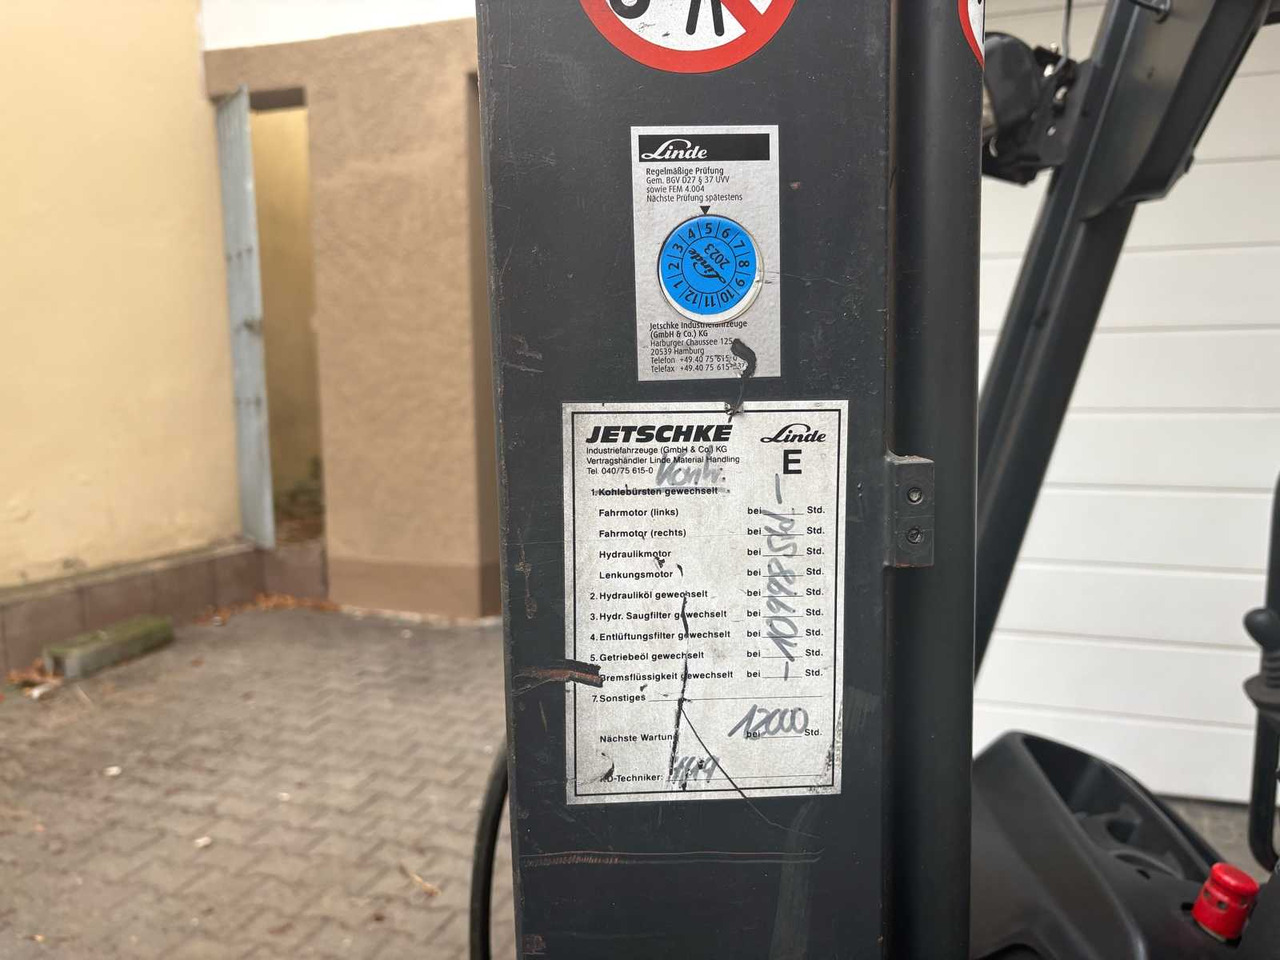 Linde
Regelmäßige Prüfung
Gem. BGV D27 § 37 UVV
sowie FEM 4.004
Nächste Prüfung spätestens
1 2 3 4 5 6 7 8 9 10 11 12
2023
Linde
Jetschke Industriefahrzeuge
(GmbH & Co.) KG
Harburger Chaussee 125
20539 Hamburg
Telefon +49.40 75 615-0
Telefax +49.40 75 615
JETSCHKE Linde
Industriefahrzeuge (GmbH & Co.) KG
Vertragshändler Linde Material Handling
Tel. 040/75 615-0
E
1. Kohlebürsten gewechselt
Fahrmotor (links) bei Std.
Fahrmotor (rechts) bei Std.
Hydraulikmotor bei Std.
Lenkungsmotor bei Std.
2. Hydrauliköl gewechselt bei Std.
3. Hydr. Saugfilter gewechselt bei Std.
4. Entlüftungsfilter gewechselt bei Std.
5. Getriebeöl gewechselt bei Std.
Bremsflüssigkeit gewechselt bei Std.
-10998 Std.-
7. Sonstiges
Nächste Wartung bei 12000 Std.
KD-Techniker: